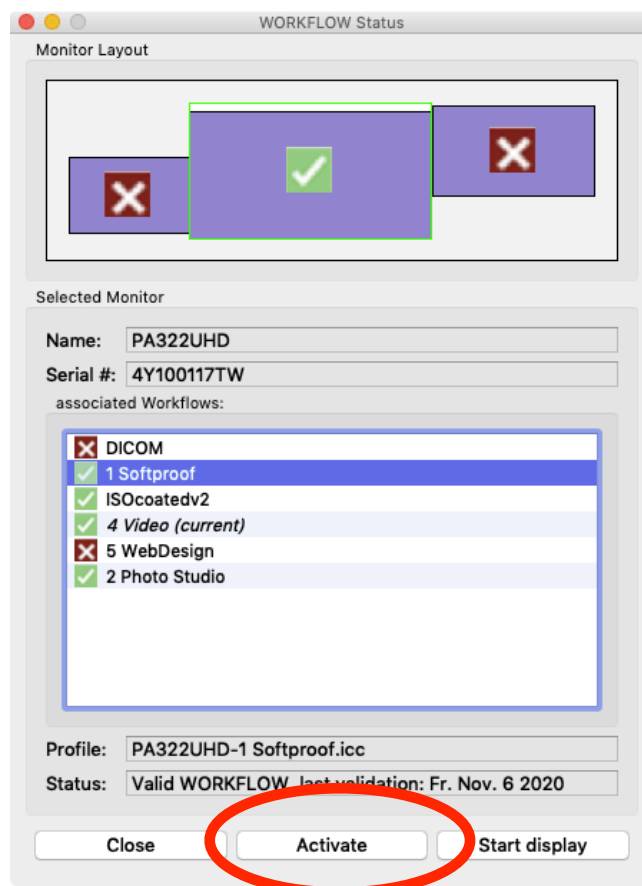 WORKFLOW Status
Monitor Layout
Selected Monitor
Name: PA322UHD
Serial #: 4Y100117TW
associated Workflows:
DICOM
1 Softproof
ISOcoatedv2
4 Video (current)
5 WebDesign
2 Photo Studio
Profile: PA322UHD-1 Softproof.icc
Status: Valid WORKFLOW, last validation: Fr. Nov. 6 2020
Close Activate Start display